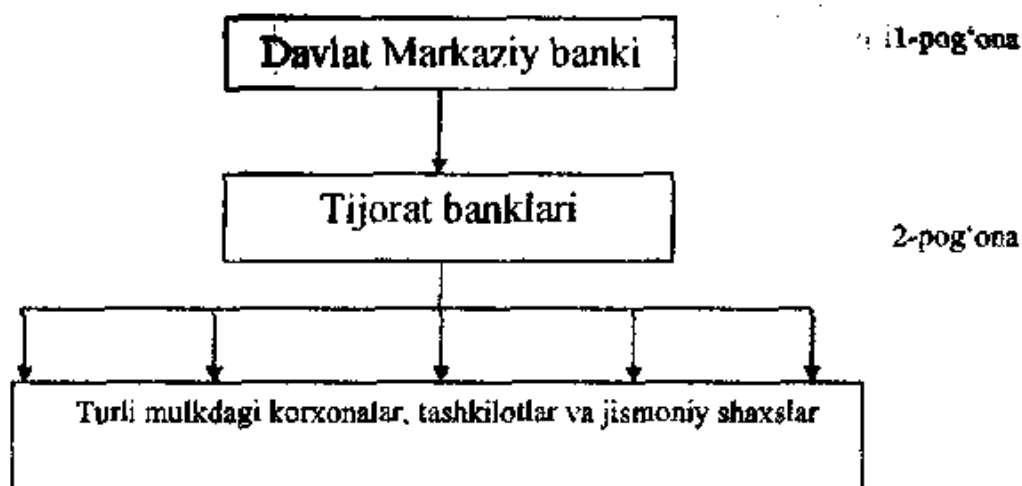 Davlat Markaziy banki
1-pog‘ona
Tijorat banklari
2-pog‘ona
Turli mulkdagi korxonalar, tashkilotlar va jismoniy shaxslar